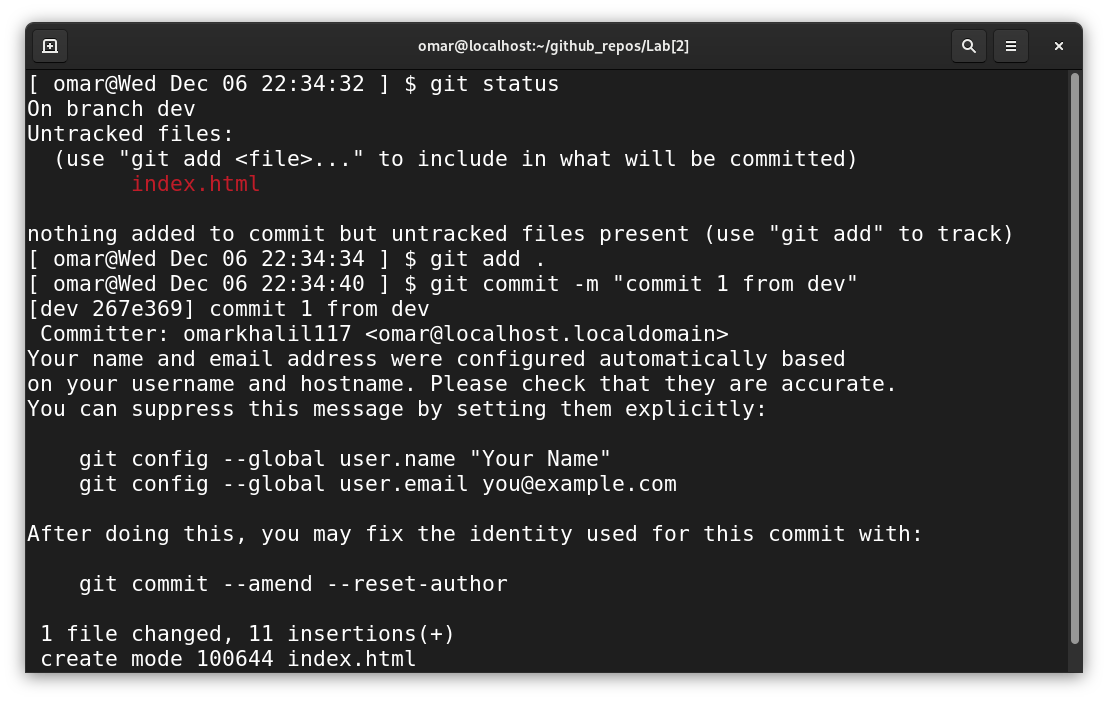 omar@localhost:~/github_repos/Lab[2]
[ omar@Wed Dec 06 22:34:32 ] $ git status
On branch dev
Untracked files:
  (use "git add <file>..." to include in what will be committed)
        index.html

nothing added to commit but untracked files present (use "git add" to track)
[ omar@Wed Dec 06 22:34:34 ] $ git add .
[ omar@Wed Dec 06 22:34:40 ] $ git commit -m "commit 1 from dev"
[dev 267e369] commit 1 from dev
 Committer: omarkhalil117 <omar@localhost.localdomain>
Your name and email address were configured automatically based
on your username and hostname. Please check that they are accurate.
You can suppress this message by setting them explicitly:

    git config --global user.name "Your Name"
    git config --global user.email you@example.com

After doing this, you may fix the identity used for this commit with:

    git commit --amend --reset-author

 1 file changed, 11 insertions(+)
 create mode 100644 index.html